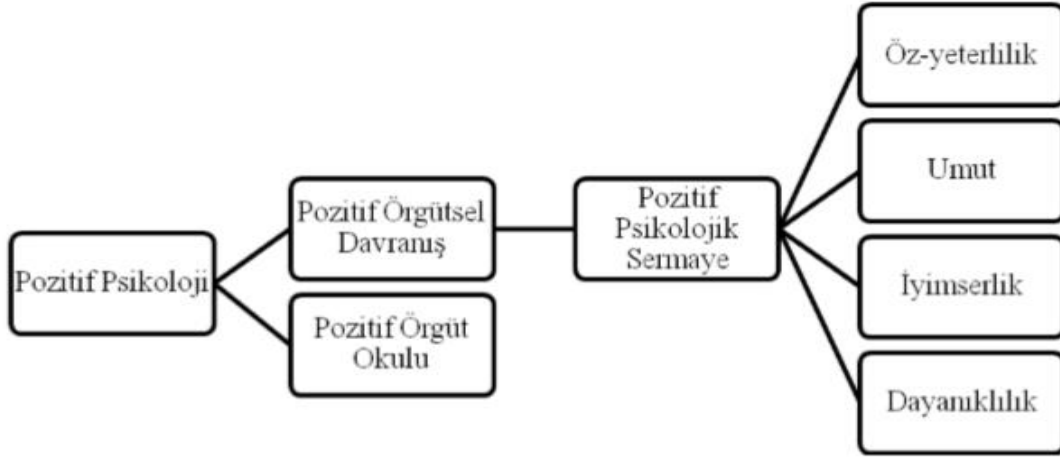 Pozitif Psikoloji
Pozitif Örgütsel
Davranış
Pozitif Örgüt
Okulu
Pozitif
Psikolojik
Sermaye
Öz-yeterlilik
Umut
İyimserlik
Dayanıklılık